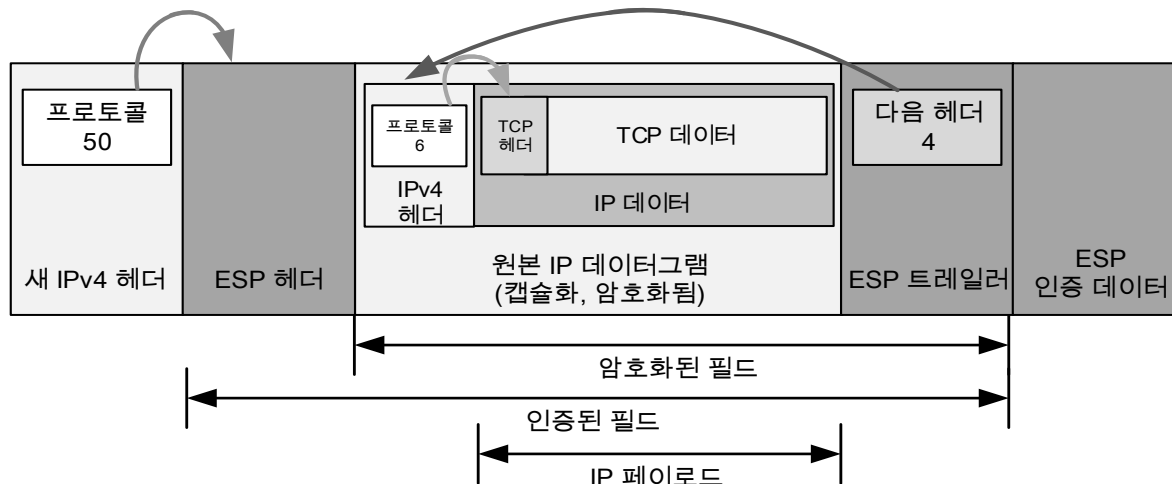 프로토콜
50
새 IPv4 헤더
ESP 헤더
프로토콜
6
IPv4
헤더
TCP
헤더
TCP 데이터
IP 데이터
원본 IP 데이터그램
(캡슐화, 암호화됨)
다음 헤더
4
ESP 트레일러
ESP
인증 데이터
암호화된 필드
인증된 필드
IP 페이로드